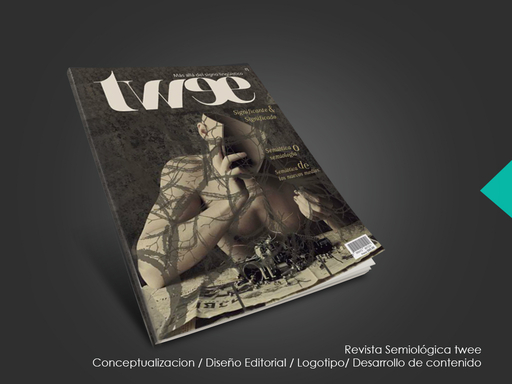 Más allá del signo lingüístico
twee
Significante &
Significado
Semiótica O
semiología
Semiótica de
los nuevos medios
Revista Semiológica twee
Conceptualizacion / Diseño Editorial / Logotipo/ Desarrollo de contenido